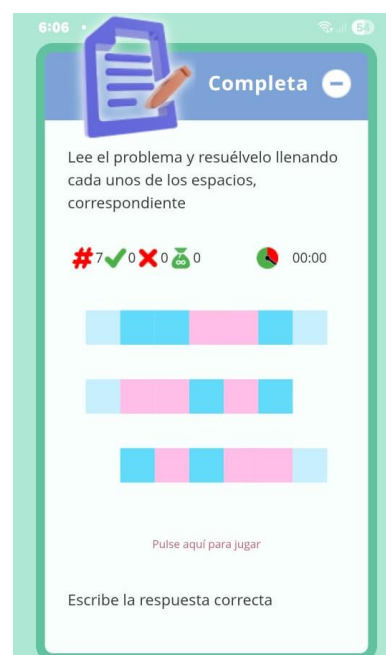 6:06
54
Completa
Lee el problema y resuélvelo llenando
cada unos de los espacios,
correspondiente
7 0 0 0 00:00
Pulse aquí para jugar
Escribe la respuesta correcta